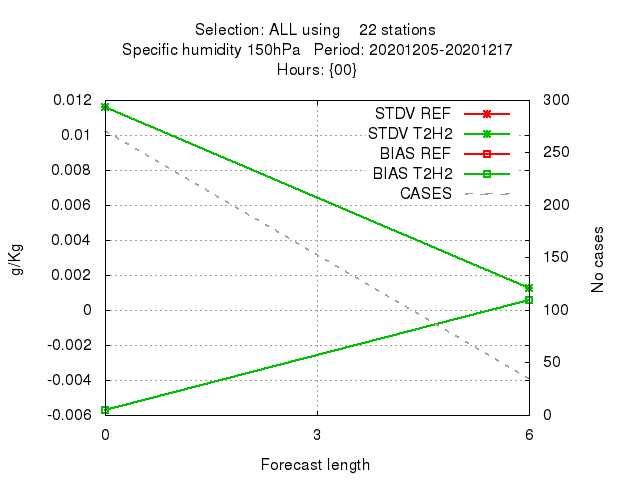 Selection: ALL using    22 stations
Specific humidity 150hPa   Period: 20201205-20201217
Hours: {00}
0.012
0.01
0.008
0.006
0.004
0.002
0
-0.002
-0.004
-0.006
g/Kg
STDV REF
STDV T2H2
BIAS REF
BIAS T2H2
CASES
300
250
200
150
100
50
0
No cases
0 3 6
Forecast length